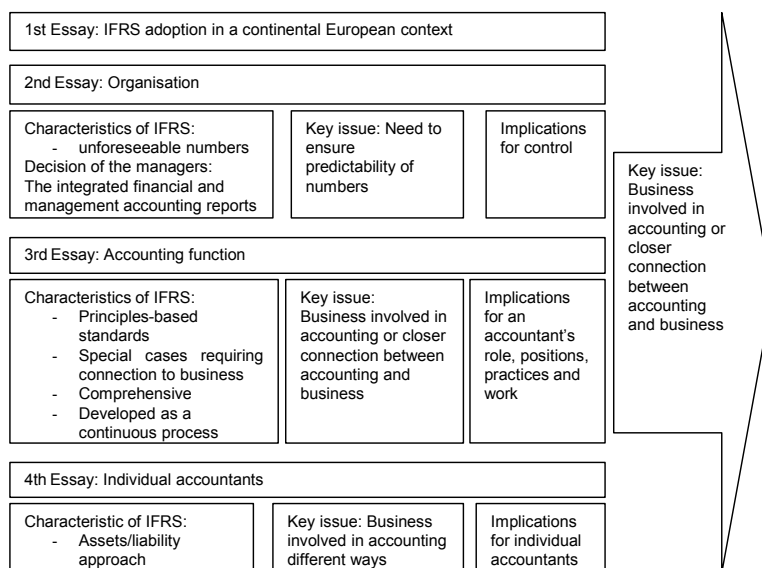 1st Essay: IFRS adoption in a continental European context
2nd Essay: Organisation
Characteristics of IFRS:
- unforeseeable numbers
Decision of the managers:
The integrated financial and
management accounting reports
Key issue: Need to
ensure
predictability of
numbers
Implications
for control
3rd Essay: Accounting function
Characteristics of IFRS:
- Principles-based
standards
- Special cases requiring
connection to business
- Comprehensive
- Developed as a
continuous process
Key issue:
Business involved in
accounting or closer
connection between
accounting and
business
Implications
for an
accountant's
role, positions,
practices and
work
4th Essay: Individual accountants
Characteristic of IFRS:
- Assets/liability
approach
Key issue: Business
involved in accounting
different ways
Implications
for individual
accountants
Key issue:
Business
involved in
accounting or
closer
connection
between
accounting
and business